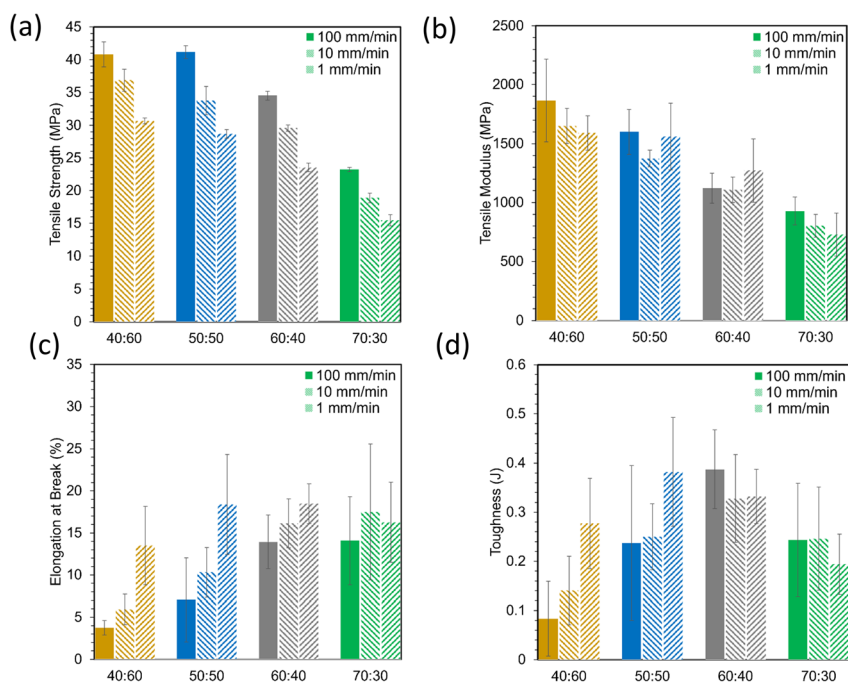 (a)
45
40
35
30
25
20
15
10
5
0
Tensile Strength (MPa)
100 mm/min
10 mm/min
1 mm/min
40:60
50:50
60:40
70:30
(b)
2500
2000
1500
1000
500
0
Tensile Modulus (MPa)
100 mm/min
10 mm/min
1 mm/min
40:60
50:50
60:40
70:30
(c)
35
30
25
20
15
10
5
0
Elongation at Break (%)
100 mm/min
10 mm/min
1 mm/min
40:60
50:50
60:40
70:30
(d)
0.6
0.5
0.4
0.3
0.2
0.1
0
Toughness (J)
100 mm/min
10 mm/min
1 mm/min
40:60
50:50
60:40
70:30